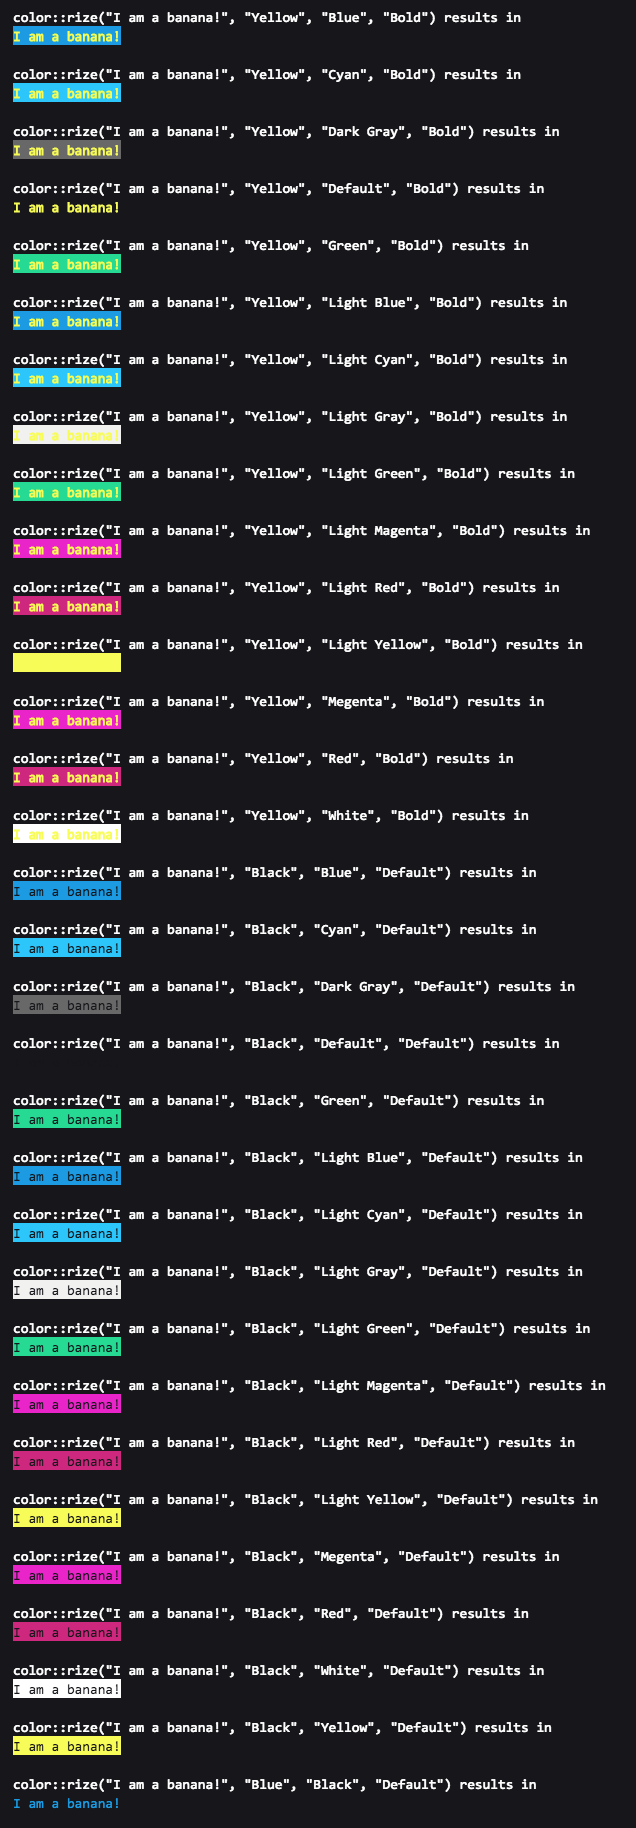 color::rize("I am a banana!", "Yellow", "Blue", "Bold") results in
I am a banana!
color::rize("I am a banana!", "Yellow", "Cyan", "Bold") results in
I am a banana!
color::rize("I am a banana!", "Yellow", "Dark Gray", "Bold") results in
I am a banana!
color::rize("I am a banana!", "Yellow", "Default", "Bold") results in
I am a banana!
color::rize("I am a banana!", "Yellow", "Green", "Bold") results in
I am a banana!
color::rize("I am a banana!", "Yellow", "Light Blue", "Bold") results in
I am a banana!
color::rize("I am a banana!", "Yellow", "Light Cyan", "Bold") results in
I am a banana!
color::rize("I am a banana!", "Yellow", "Light Gray", "Bold") results in
I am a banana!
color::rize("I am a banana!", "Yellow", "Light Green", "Bold") results in
I am a banana!
color::rize("I am a banana!", "Yellow", "Light Magenta", "Bold") results in
I am a banana!
color::rize("I am a banana!", "Yellow", "Light Red", "Bold") results in
I am a banana!
color::rize("I am a banana!", "Yellow", "Light Yellow", "Bold") results in
color::rize("I am a banana!", "Yellow", "Megenta", "Bold") results in
I am a banana!
color::rize("I am a banana!", "Yellow", "Red", "Bold") results in
I am a banana!
color::rize("I am a banana!", "Yellow", "White", "Bold") results in
I am a banana!
color::rize("I am a banana!", "Black", "Blue", "Default") results in
I am a banana!
color::rize("I am a banana!", "Black", "Cyan", "Default") results in
I am a banana!
color::rize("I am a banana!", "Black", "Dark Gray", "Default") results in
I am a banana!
color::rize("I am a banana!", "Black", "Default", "Default") results in
color::rize("I am a banana!", "Black", "Green", "Default") results in
I am a banana!
color::rize("I am a banana!", "Black", "Light Blue", "Default") results in
I am a banana!
color::rize("I am a banana!", "Black", "Light Cyan", "Default") results in
I am a banana!
color::rize("I am a banana!", "Black", "Light Gray", "Default") results in
I am a banana!
color::rize("I am a banana!", "Black", "Light Green", "Default") results in
I am a banana!
color::rize("I am a banana!", "Black", "Light Magenta", "Default") results in
I am a banana!
color::rize("I am a banana!", "Black", "Light Red", "Default") results in
I am a banana!
color::rize("I am a banana!", "Black", "Light Yellow", "Default") results in
I am a banana!
color::rize("I am a banana!", "Black", "Megenta", "Default") results in
I am a banana!
color::rize("I am a banana!", "Black", "Red", "Default") results in
I am a banana!
color::rize("I am a banana!", "Black", "White", "Default") results in
I am a banana!
color::rize("I am a banana!", "Black", "Yellow", "Default") results in
I am a banana!
color::rize("I am a banana!", "Blue", "Black", "Default") results in
I am a banana!